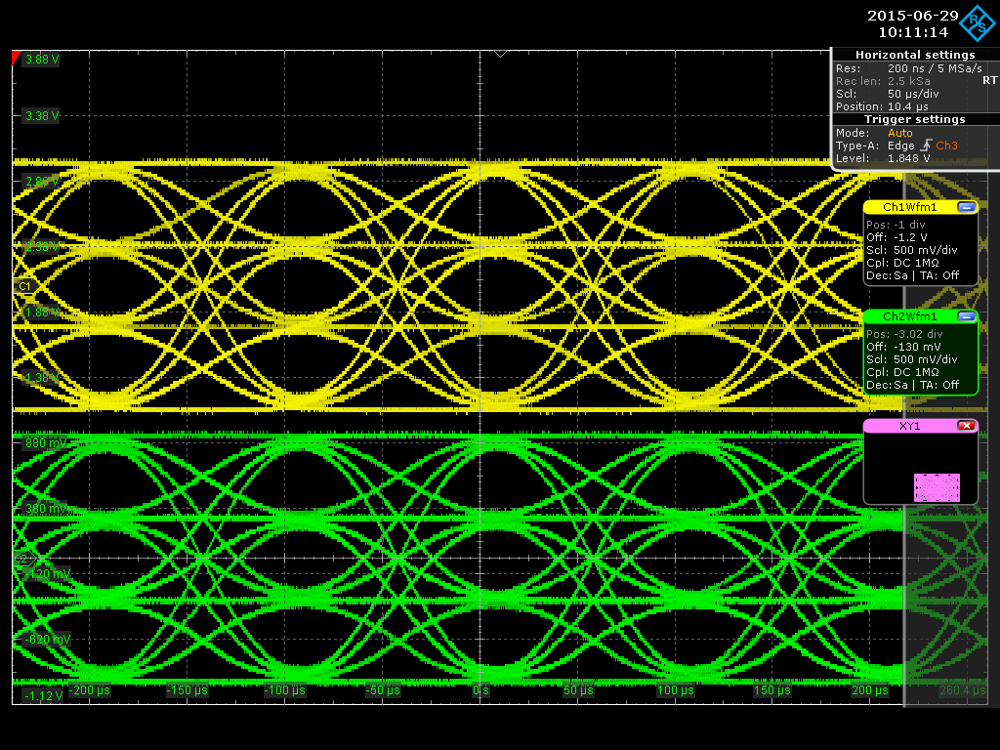 2015-06-29
10:11:14
R&S
Horizontal settings
Res: 200 ns / 5 MSa/s
Rec len: 2.5 kSa
RT
Scl: 50 µs/div
Position: 10.4 µs
Trigger settings
Mode: Auto
Type-A: Edge Ch3
Level: 1.848 V
3.88 V
3.38 V
2.88 V
2.38 V
C1
1.88 V
1.38 V
880 mV
380 mV
C2
-120 mV
-620 mV
-1.12 V
-200 µs
-150 µs
-100 µs
-50 µs
0 s
50 µs
100 µs
150 µs
200 µs
260.4 µs
Ch1Wfm1
Pos: -1 div
Off: -1.2 V
Scl: 500 mV/div
Cpl: DC 1MΩ
Dec: Sa | TA: Off
Ch2Wfm1
Pos: -3.02 div
Off: -130 mV
Scl: 500 mV/div
Cpl: DC 1MΩ
Dec: Sa | TA: Off
XY1